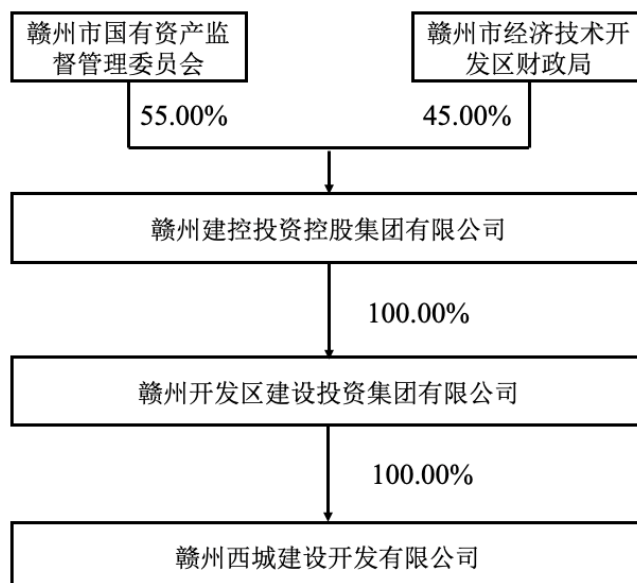 赣州市国有资产监
督管理委员会
赣州市经济技术开
发区财政局
55.00%
45.00%
赣州建控投资控股集团有限公司
100.00%
赣州开发区建设投资集团有限公司
100.00%
赣州西城建设开发有限公司